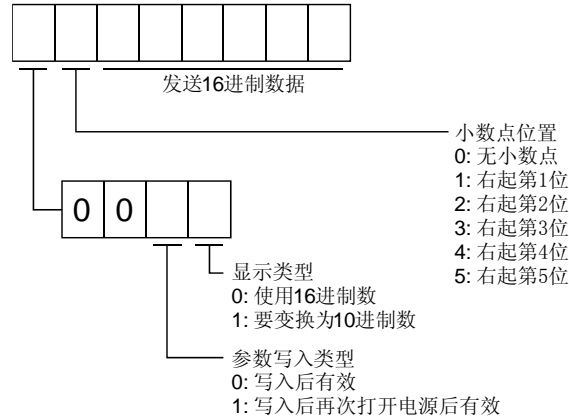 发送16进制数据
小数点位置
0: 无小数点
1: 右起第1位
2: 右起第2位
3: 右起第3位
4: 右起第4位
5: 右起第5位
0 0
显示类型
0: 使用16进制数
1: 要变换为10进制数
参数写入类型
0: 写入后有效
1: 写入后再次打开电源后有效